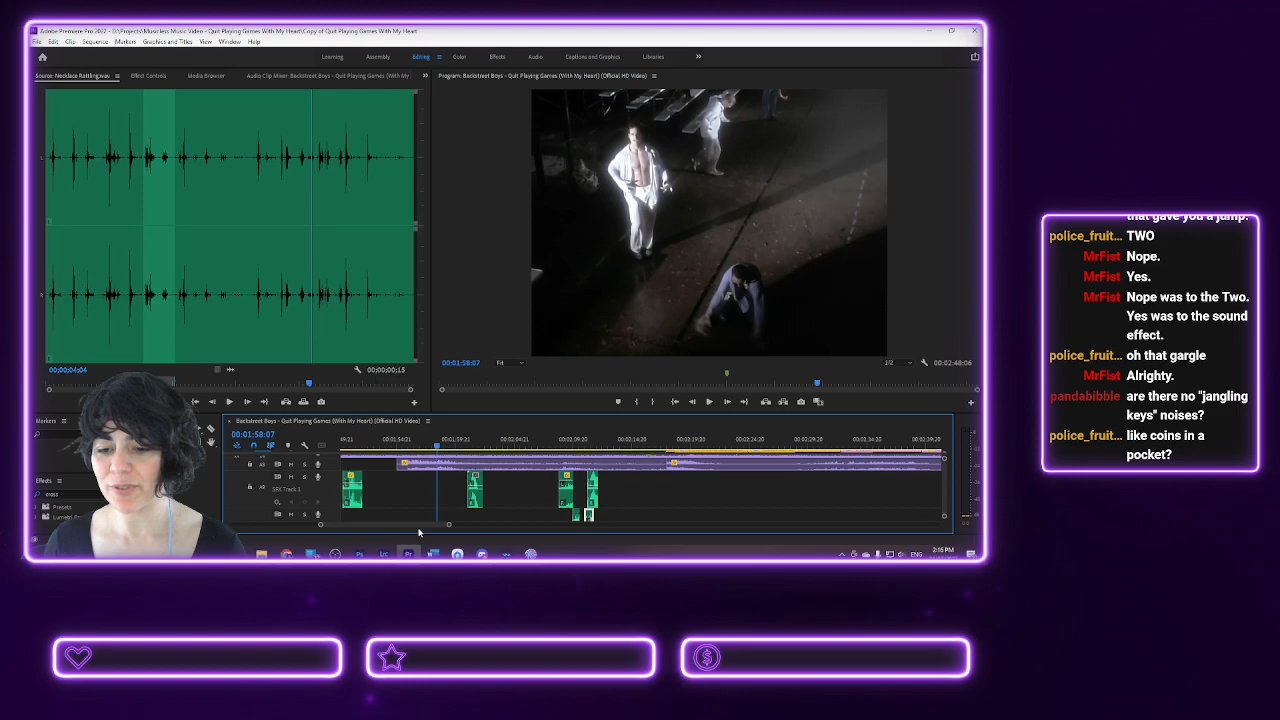 Adobe Premiere Pro 2022 - D:\Projects\Musicless Music Video - Quit Playing Games With My Heart\Copy of Quit Playing Games With My Heart
File Edit Clip Sequence Markers Graphics and Titles View Window Help
Learning Assembly Editing Color Effects Audio Captions and Graphics Libraries
Source: Necklace Rattling.wav Effect Controls Media Browser Audio Clip Mixer: Backstreet Boys - Quit Playing Games (With My
Program: Backstreet Boys - Quit Playing Games (With My Heart) (Official HD Video)
00;00;04;04
00;00;00;15
00:01:58:07 Fit 1/2 00:02:48:06
Markers
Backstreet Boys - Quit Playing Games (With My Heart) (Official HD Video)
00:01:58:07
49:21 00:01:54:21 00:01:59:21 00:02:04:21 00:02:09:20 00:02:14:20 00:02:19:20 00:02:24:20 00:02:29:20 00:02:34:20 00:02:39:20
A8 M S
M S
SFX Track 1
A9
M S
Effects
cross
Presets
Lumetri
ENG 2:16 PM
that gave you a jump.
police_fruit... TWO
MrFist Nope.
MrFist Yes.
MrFist Nope was to the Two.
Yes was to the sound
effect.
police_fruit... oh that gargle
MrFist Alrighty.
pandabibble are there no "jangling
keys" noises?
police_fruit... like coins in a
pocket?